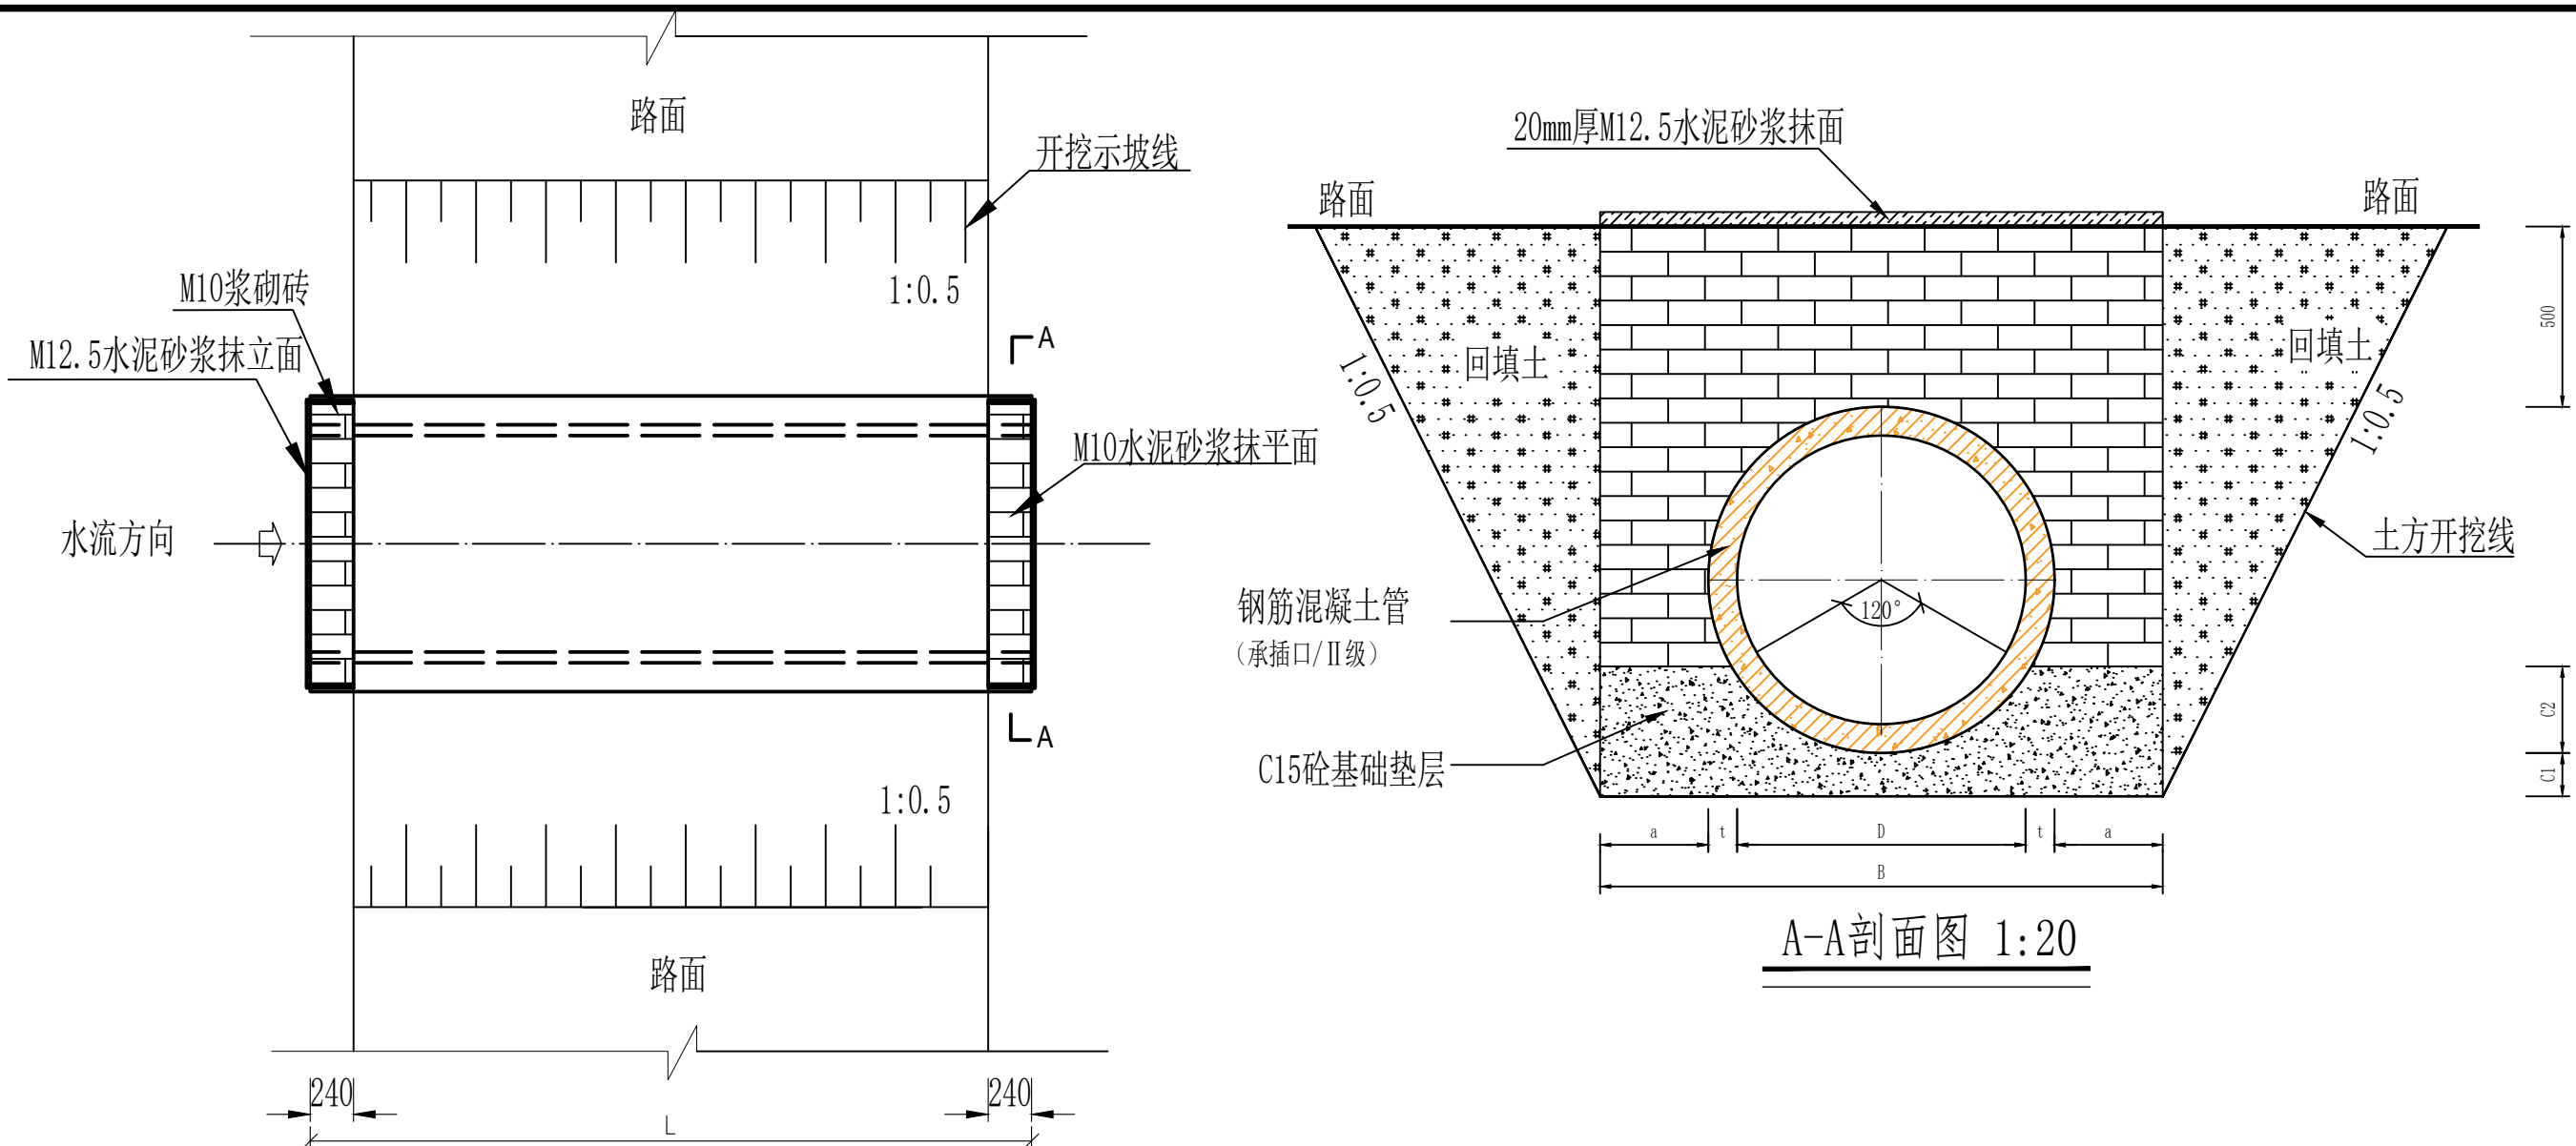 路面
开挖示坡线
1:0.5
M10浆砌砖
M12.5水泥砂浆抹立面
A
M10水泥砂浆抹平面
水流方向
A
1:0.5
路面
240
240
L
20mm厚M12.5水泥砂浆抹面
路面
路面
500
回填土
回填土
1:0.5
1:0.5
土方开挖线
钢筋混凝土管
(承插口/Ⅱ级)
120°
C2
C15砼基础垫层
C1
a
t
D
t
a
B
A-A剖面图 1:20